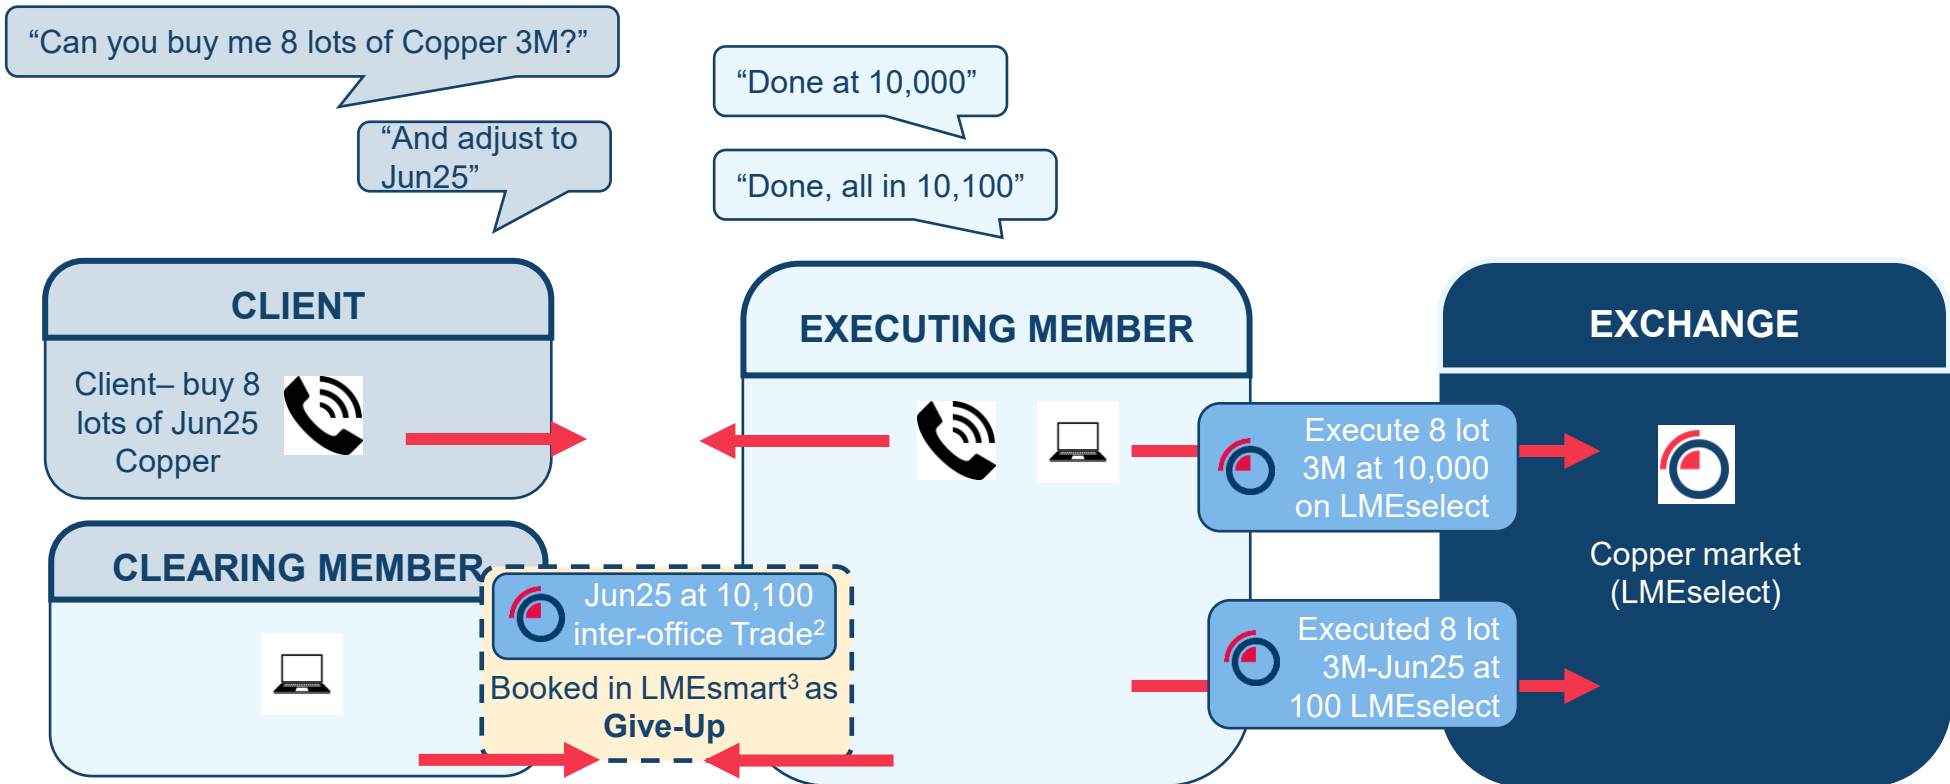 “Can you buy me 8 lots of Copper 3M?”
“Done at 10,000”
“And adjust to
Jun25”
“Done, all in 10,100”
CLIENT
Client– buy 8
lots of Jun25
Copper
EXECUTING MEMBER
EXCHANGE
Execute 8 lot
3M at 10,000
on LMEselect
Copper market
(LMEselect)
CLEARING MEMBER
Jun25 at 10,100
inter-office Trade²
Booked in LMEsmart³ as
Give-Up
Executed 8 lot
3M-Jun25 at
100 LMEselect